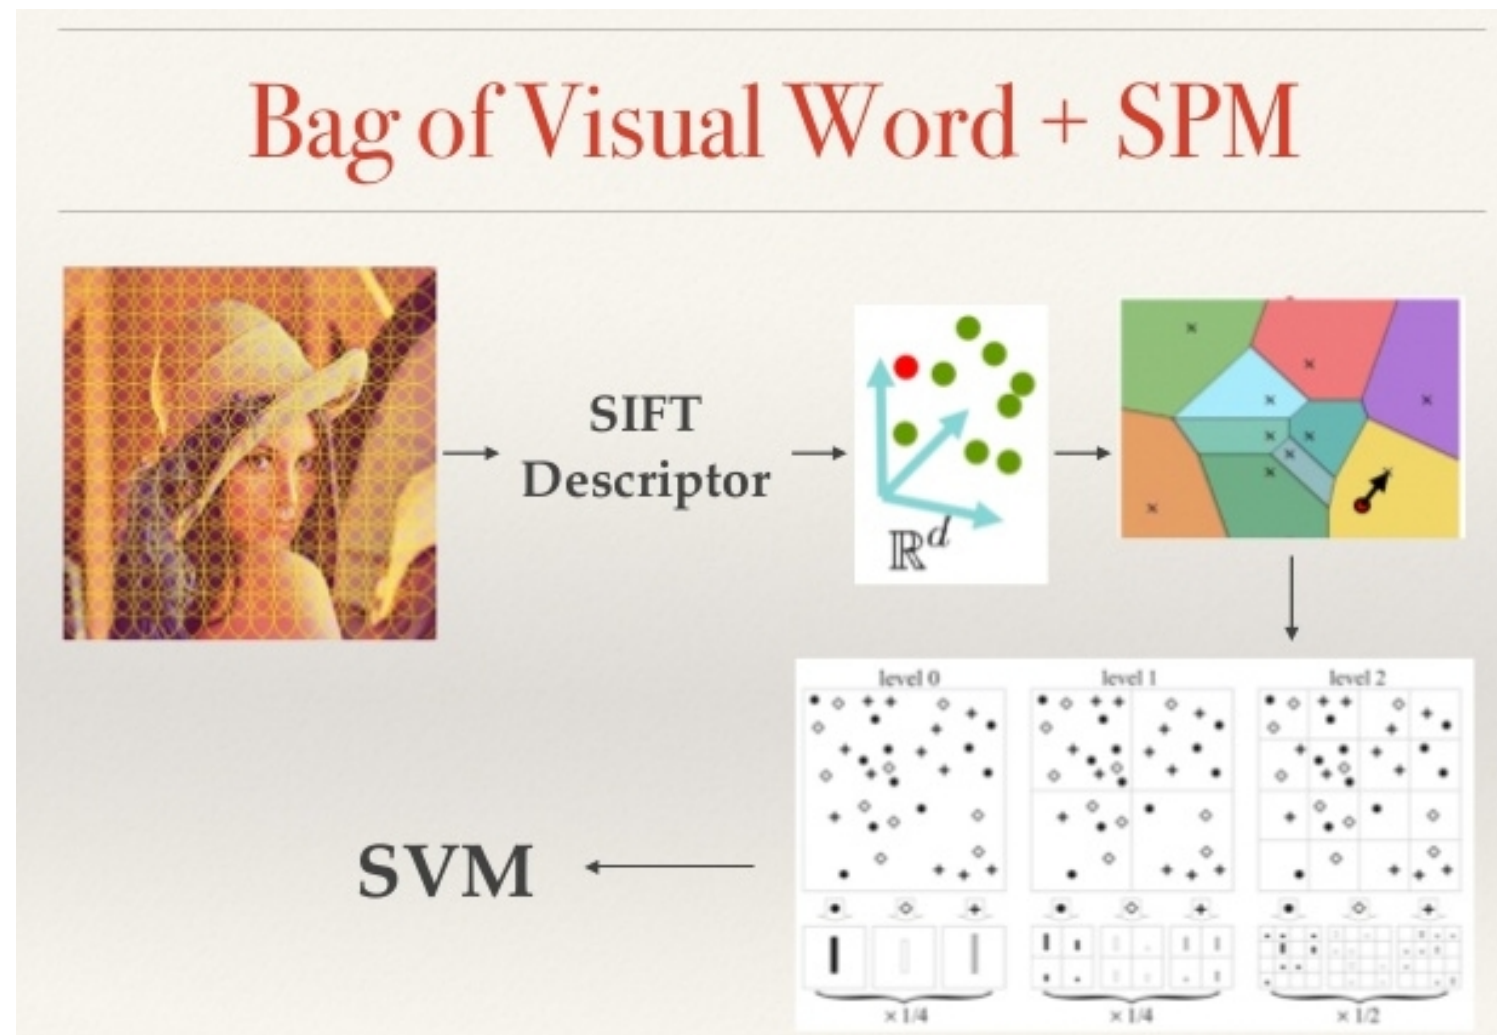 Bag of Visual Word + SPM
SIFT
Descriptor
ℝᵈ
level 0
level 1
level 2
× 1/4
× 1/4
× 1/2
SVM